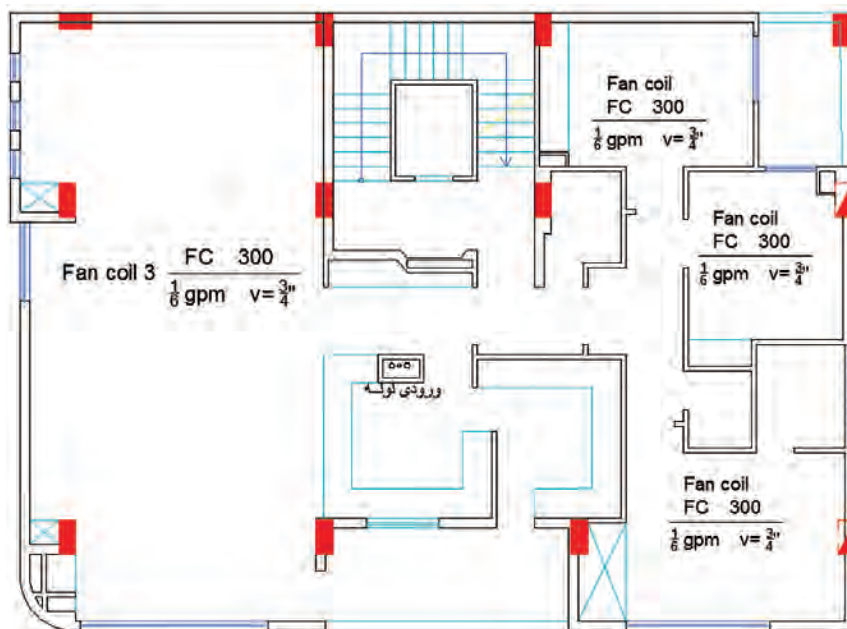 Fan coil
FC 300
1/6 gpm v= 3/4"
Fan coil
FC 300
1/6 gpm v= 3/4"
Fan coil 3 FC 300
1/6 gpm v= 3/4"
ورودی لوله
Fan coil
FC 300
1/6 gpm v= 3/4"